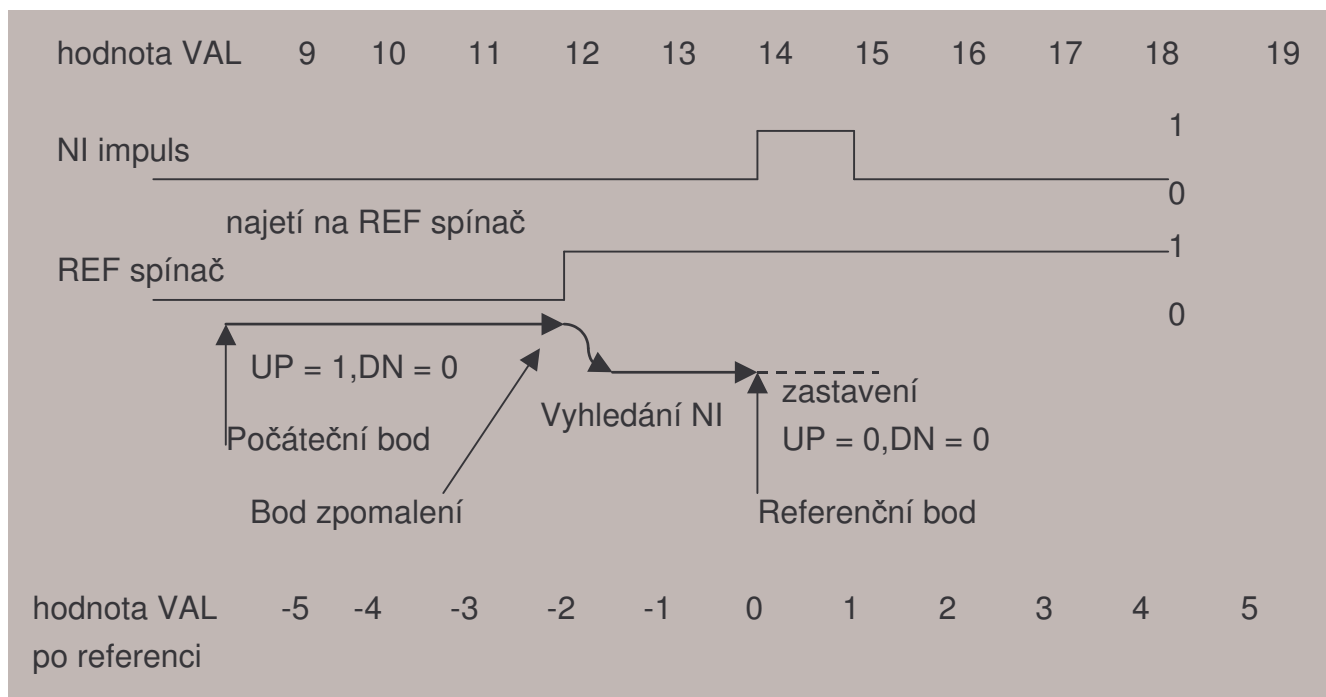 hodnota VAL 9 10 11 12 13 14 15 16 17 18 19
1
NI impuls
0
najetí na REF spínač
1
REF spínač
0
UP = 1,DN = 0
zastavení
Vyhledání NI
UP = 0,DN = 0
Počáteční bod
Bod zpomalení
Referenční bod
hodnota VAL -5 -4 -3 -2 -1 0 1 2 3 4 5
po referenci